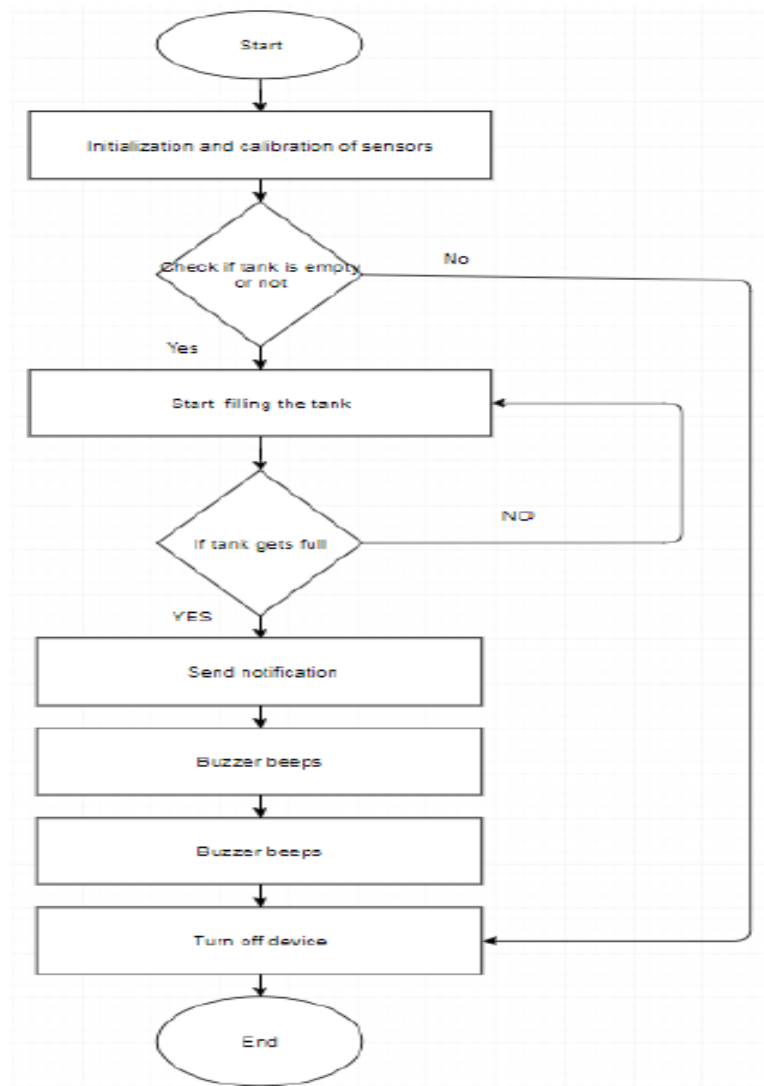 Start
Initialization and calibration of sensors
Check if tank is empty
or not
No
Yes
Start filling the tank
If tank gets full
NO
YES
Send notification
Buzzer beeps
Buzzer beeps
Turn off device
End